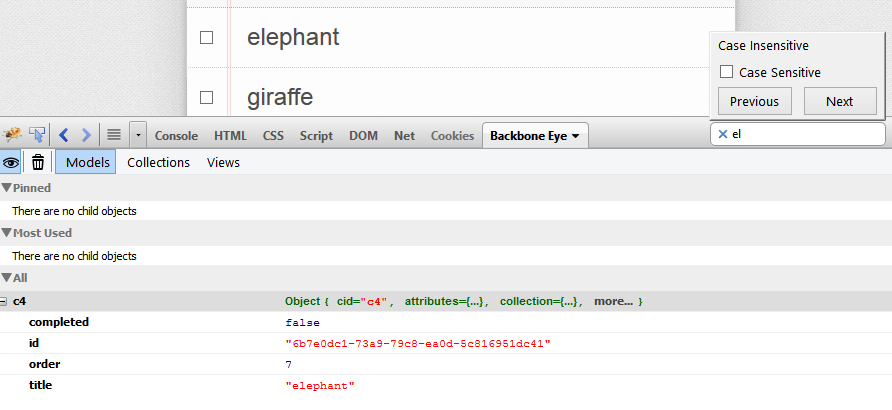 elephant
giraffe
Case Insensitive
Case Sensitive
Previous Next
Console HTML CSS Script DOM Net Cookies Backbone Eye el
Models Collections Views
Pinned
There are no child objects
Most Used
There are no child objects
All
c4 Object { cid="c4", attributes={...}, collection={...}, more... }
completed false
id "6b7e0dc1-73a9-79c8-ea0d-5c816951dc41"
order 7
title "elephant"